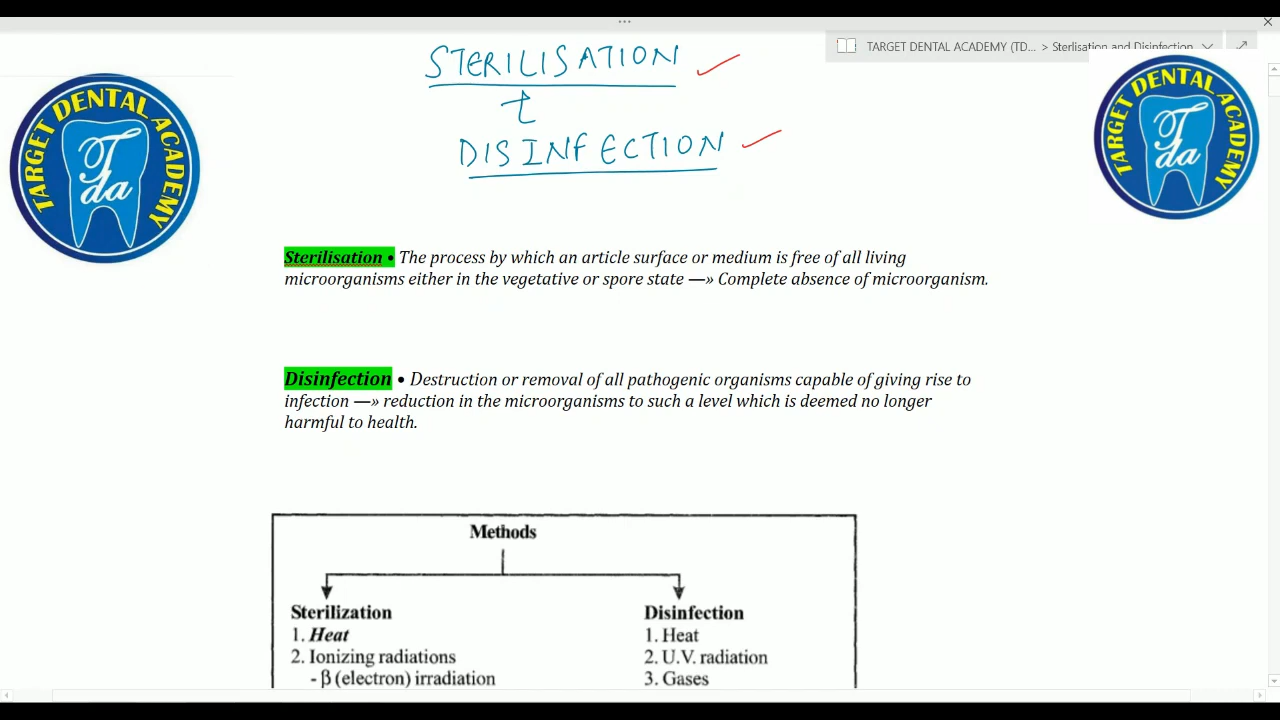 TARGET DENTAL ACADEMY (TD... > Sterlisation and Disinfection
STERILISATION
&
DISINFECTION
TARGET DENTAL ACADEMY
Tda
TARGET DENTAL ACADEMY
Tda
Sterilisation • The process by which an article surface or medium is free of all living
microorganisms either in the vegetative or spore state —» Complete absence of microorganism.
Disinfection • Destruction or removal of all pathogenic organisms capable of giving rise to
infection —» reduction in the microorganisms to such a level which is deemed no longer
harmful to health.
Methods
Sterilization
1. Heat
2. Ionizing radiations
- β (electron) irradiation
Disinfection
1. Heat
2. U.V. radiation
3. Gases